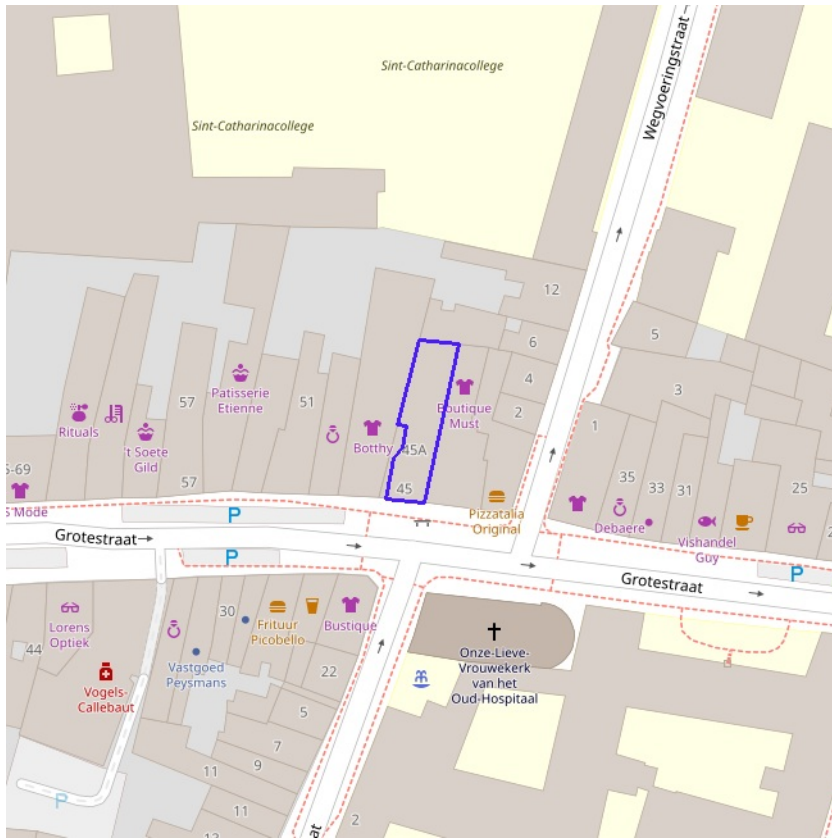 Sint-Catharinacollege
Sint-Catharinacollege
Wegvoeringstraat
12
6
5
4
3
2
1
57
Patisserie
Etienne
51
Rituals
't Soete
Gild
57
Botthy
Boutique
Must
45A
45
Pizzatalia
Original
35
33
31
25
Debaere
Vishandel
Guy
P
Grotestraat
P
P
Grotestraat
Lorens
Optiek
44
30
Frituur
Picobello
Bustique
Vastgoed
Peysmans
22
Vogels-
Callebaut
Onze-Lieve-
Vrouwekerk
van het
Oud-Hospitaal
5
7
9
11
11
P
2